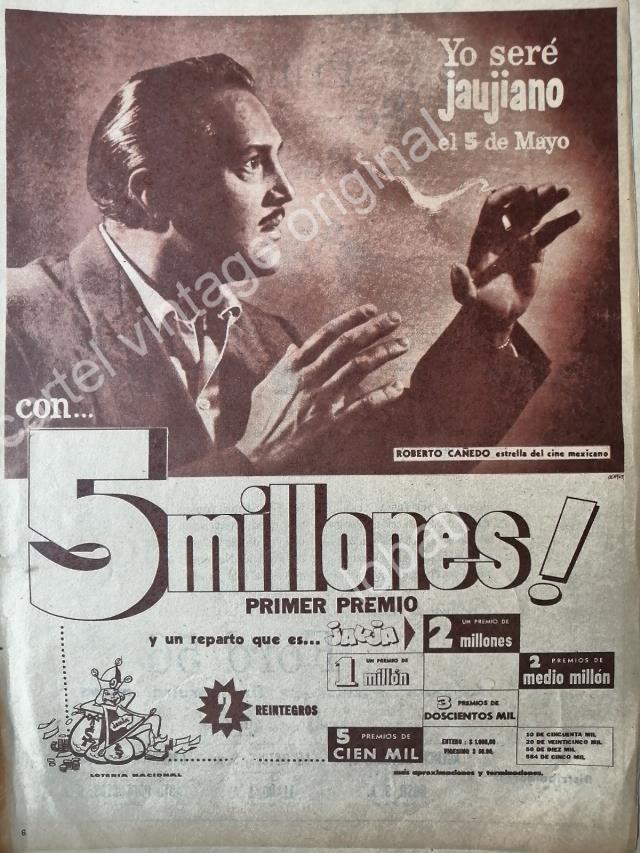 Yo seré
jaujiano
el 5 de Mayo
cartel vintage original
con...
ROBERTO CAÑEDO estrella del cine mexicano
5 millones!
PRIMER PREMIO
y un reparto que es... JAUJA
UN PREMIO DE
2 millones
UN PREMIO DE
1 millón
2 PREMIOS DE
medio millón
2 REINTEGROS
3 PREMIOS DE
DOSCIENTOS MIL
5 PREMIOS DE
CIEN MIL
ENTERO: $ 1.000,00
VIGESIMO $ 50.00
10 DE CINCUENTA MIL
20 DE VEINTICINCO MIL
50 DE DIEZ MIL
584 DE CINCO MIL
más aproximaciones y terminaciones.
LOTERIA NACIONAL
6